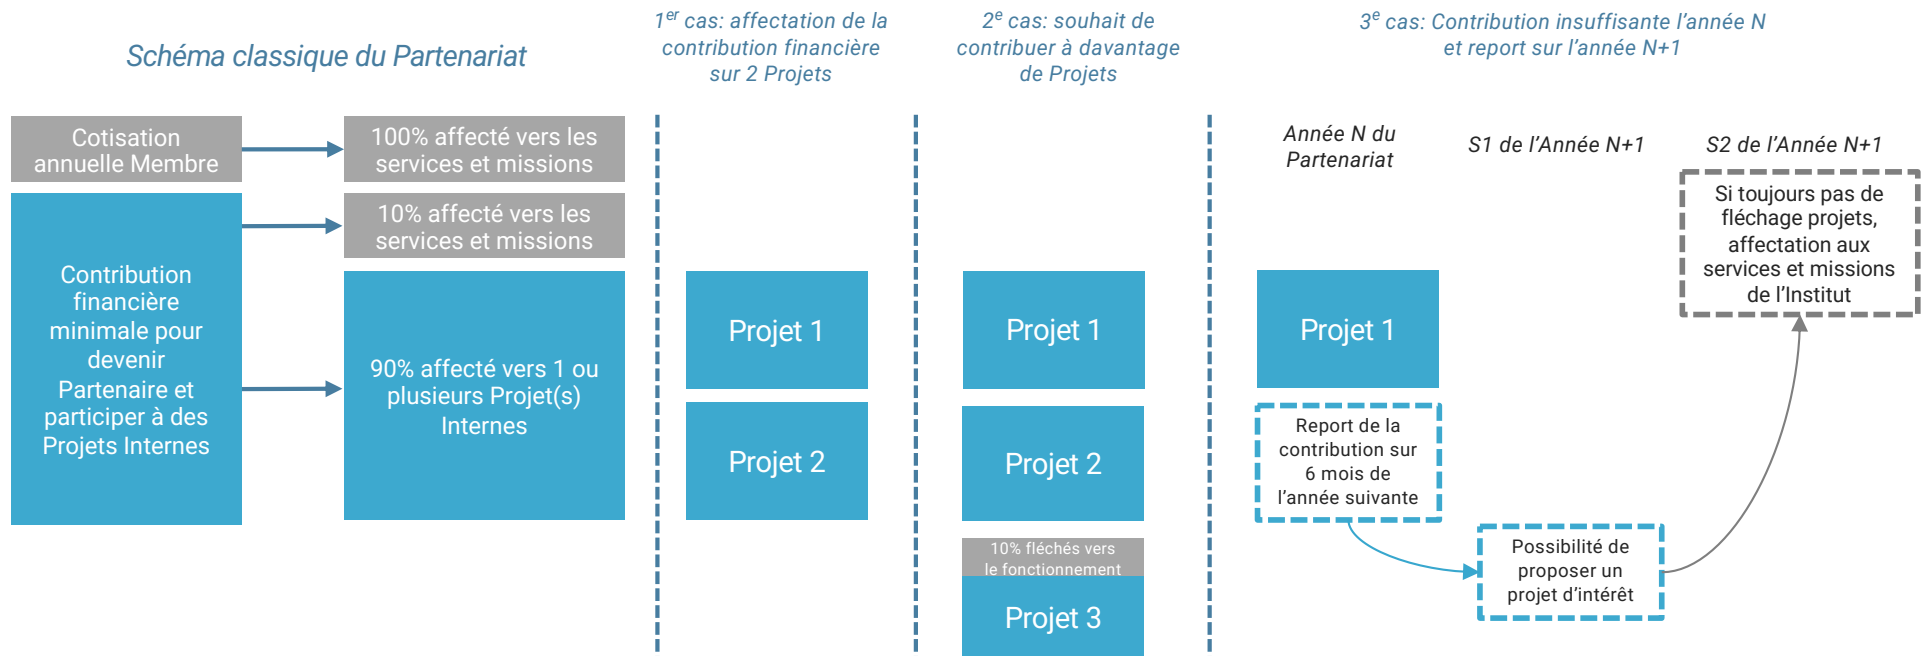 Schéma classique du Partenariat
Cotisation
annuelle Membre
100% affecté vers les
services et missions
10% affecté vers les
services et missions
Contribution
financière
minimale pour
devenir
Partenaire et
participer à des
Projets Internes
90% affecté vers 1 ou
plusieurs Projet(s)
Internes
1er cas: affectation de la
contribution financière
sur 2 Projets
Projet 1
Projet 2
2e cas: souhait de
contribuer à davantage
de Projets
Projet 1
Projet 2
10% fléchés vers
le fonctionnement
Projet 3
3e cas: Contribution insuffisante l'année N
et report sur l'année N+1
Année N du
Partenariat
S1 de l'Année N+1
S2 de l'Année N+1
Projet 1
Report de la
contribution sur
6 mois de
l'année suivante
Possibilité de
proposer un
projet d'intérêt
Si toujours pas de
fléchage projets,
affectation aux
services et missions
de l'Institut